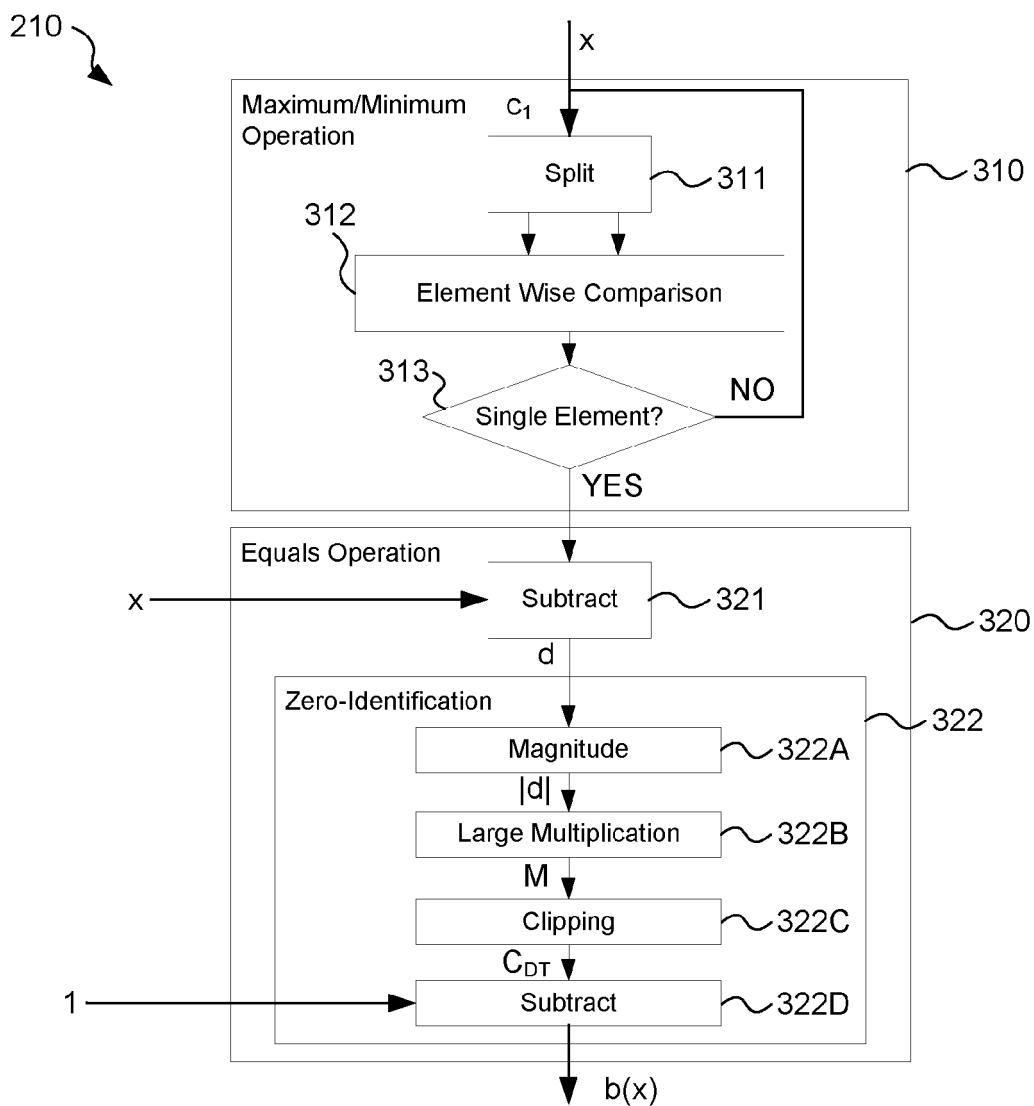 210
x
Maximum/Minimum
Operation
C₁
Split
311
310
312
Element Wise Comparison
313
Single Element?
NO
YES
Equals Operation
x
Subtract
321
320
d
Zero-Identification
322
Magnitude
322A
|d|
Large Multiplication
322B
M
Clipping
322C
C_DT
1
Subtract
322D
b(x)